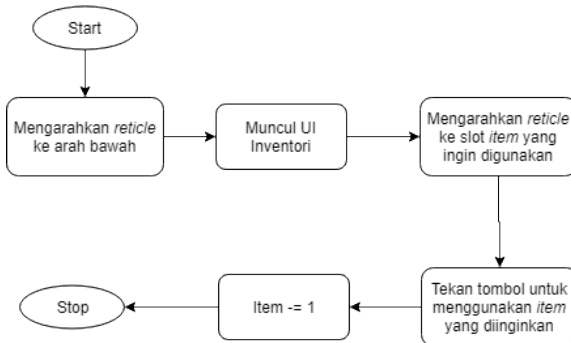 Start
Mengarahkan reticle
ke arah bawah
Muncul UI
Inventori
Mengarahkan reticle
ke slot item yang
ingin digunakan
Tekan tombol untuk
menggunakan item
yang diinginkan
Item -= 1
Stop